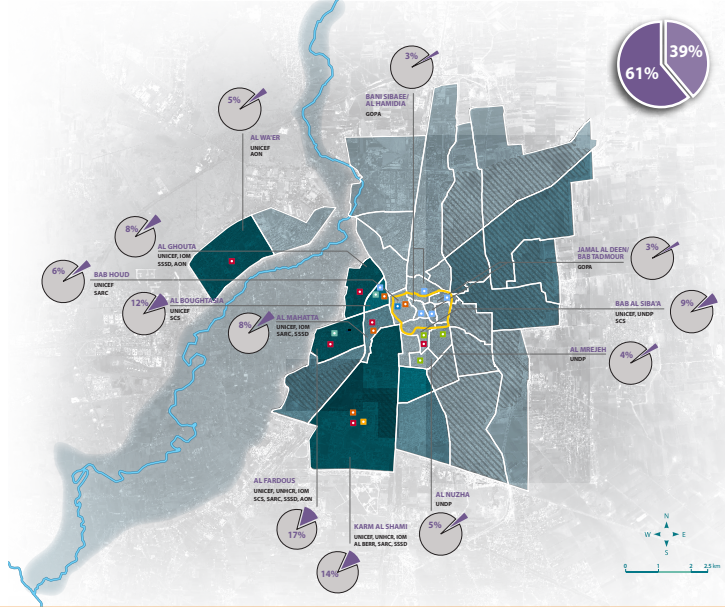 39%
61%
3%
BANI SIBAEE/
AL HAMIDIA
GOPA
5%
AL WA'ER
UNICEF
AON
8%
AL GHOUTA
UNICEF, IOM
SSSD, AON
6%
BAB HOUD
UNICEF
SARC
12%
AL BOUGHTASIA
UNICEF
SCS
8%
AL MAHATTA
UNICEF, IOM
SARC, SSSD
JAMAL AL DEEN/
BAB TADMOUR
GOPA
3%
BAB AL SIBA'A
UNICEF, UNDP
SCS
9%
AL MREJEH
UNDP
4%
AL FARDOUS
UNICEF, UNHCR, IOM
SCS, SARC, SSSD, AON
17%
KARM AL SHAMI
UNICEF, UNHCR, IOM
AL BERR, SARC, SSSD
14%
AL NUZHA
UNDP
5%
N
W
E
S
0 1 2 2.5 km